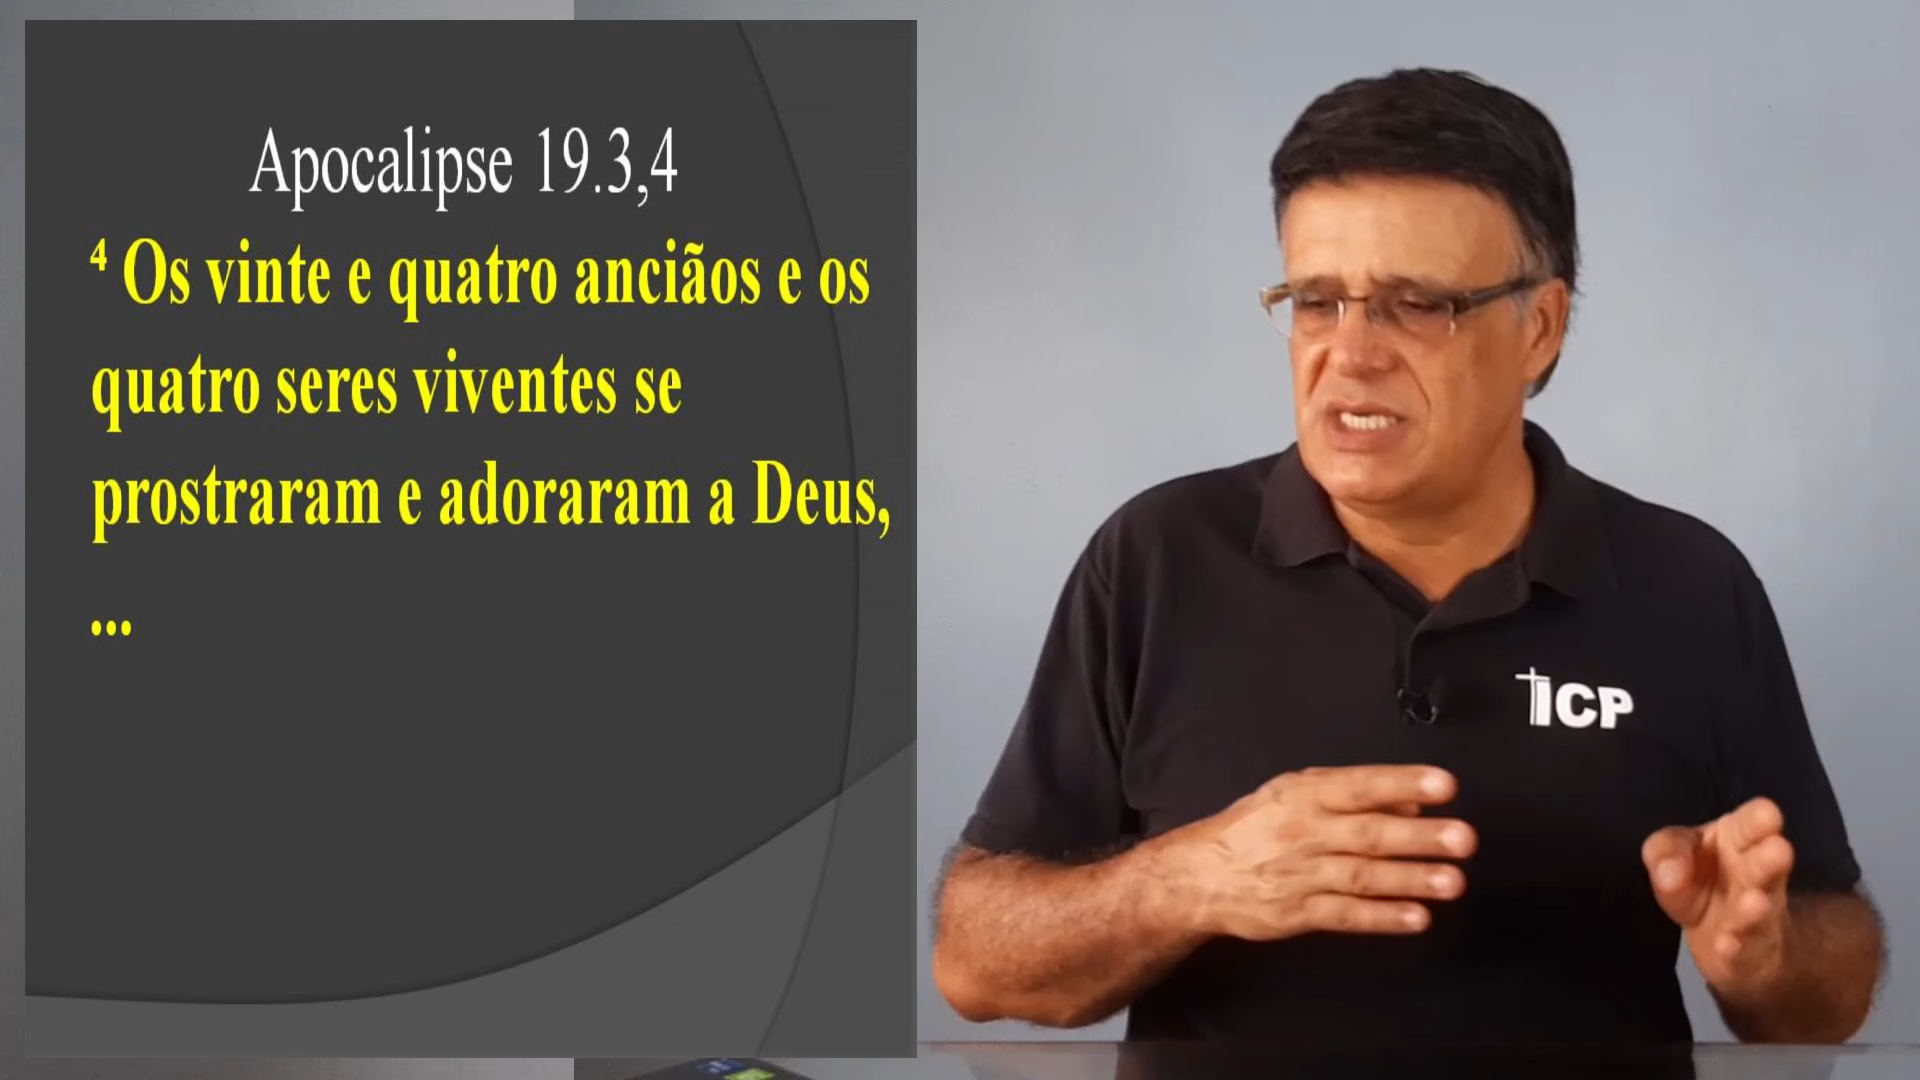 Apocalipse 19.3,4
⁴ Os vinte e quatro anciãos e os
quatro seres viventes se
prostraram e adoraram a Deus,
...
ICP